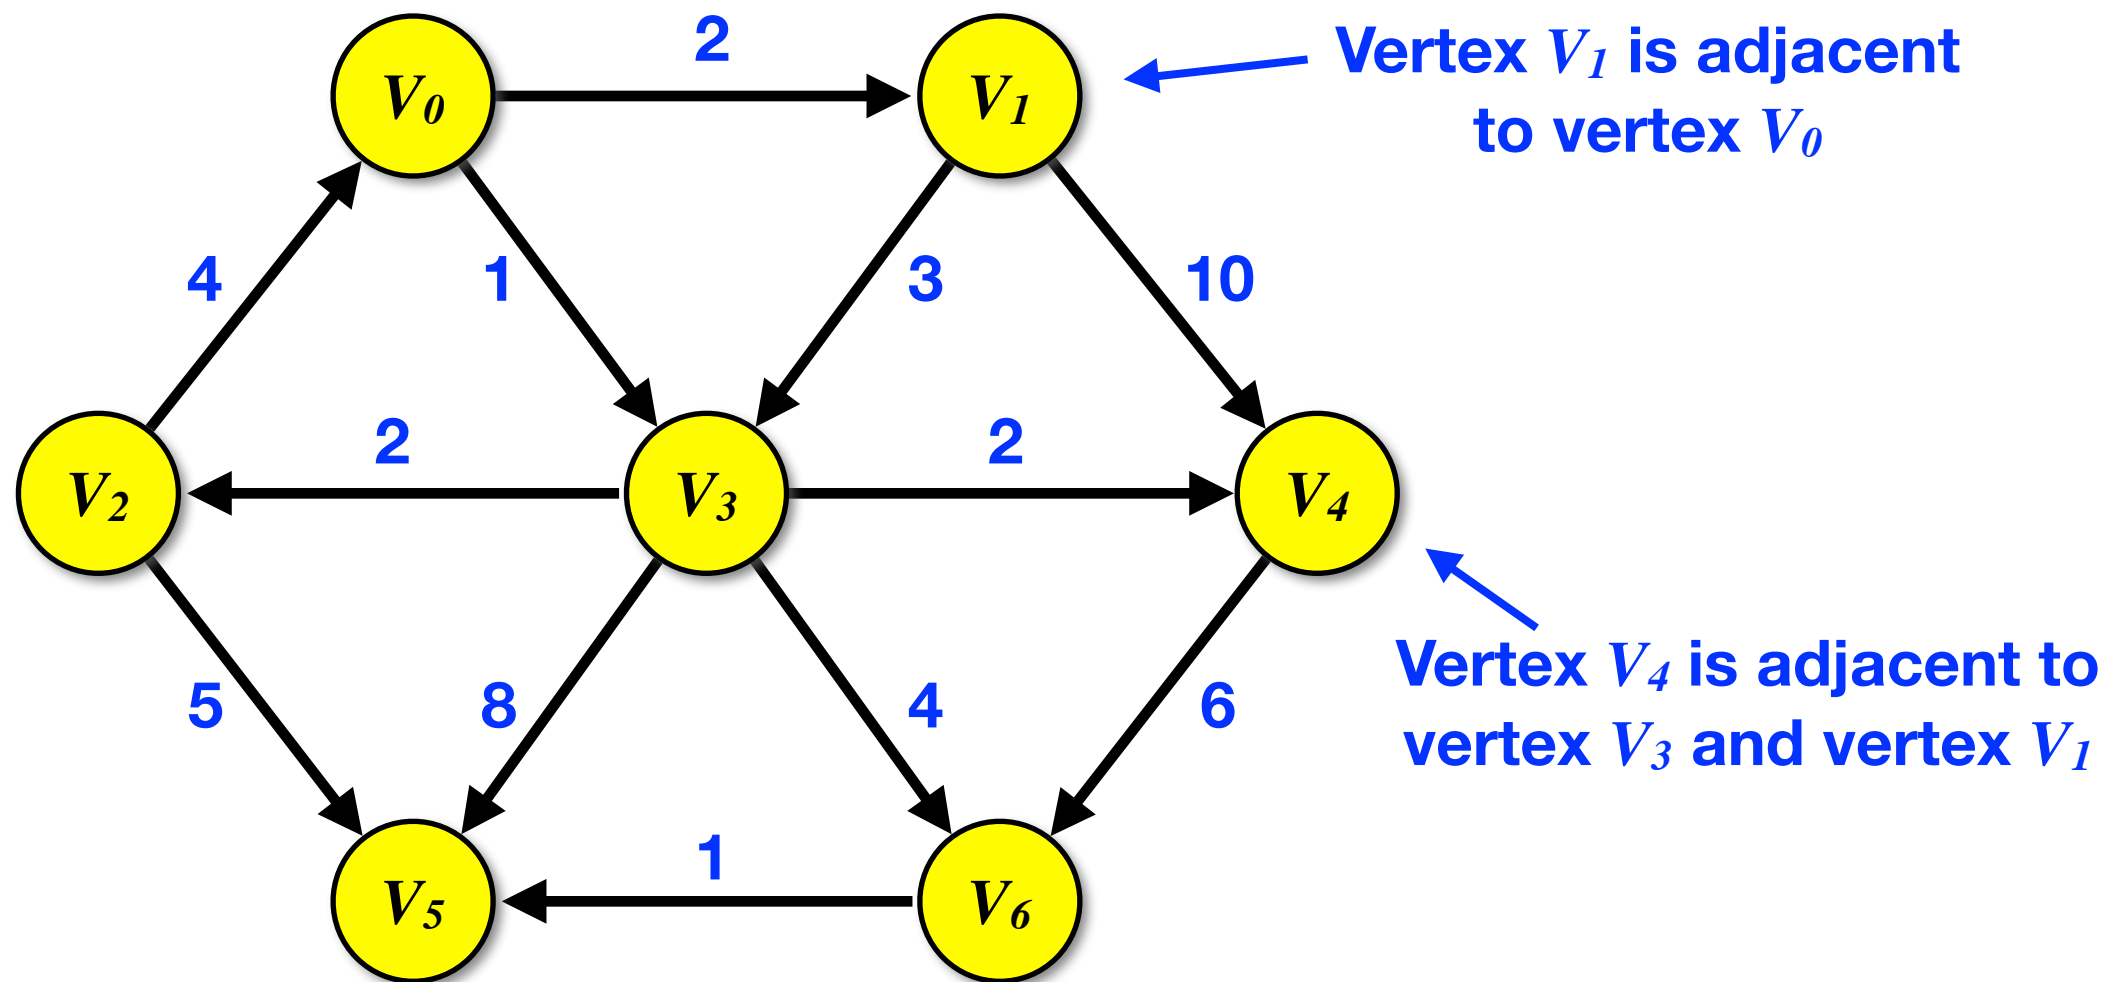 2
V0
V1
Vertex V1 is adjacent
to vertex V0
4
1
3
10
2
2
V2
V3
V4
5
8
4
6
Vertex V4 is adjacent to
vertex V3 and vertex V1
1
V5
V6